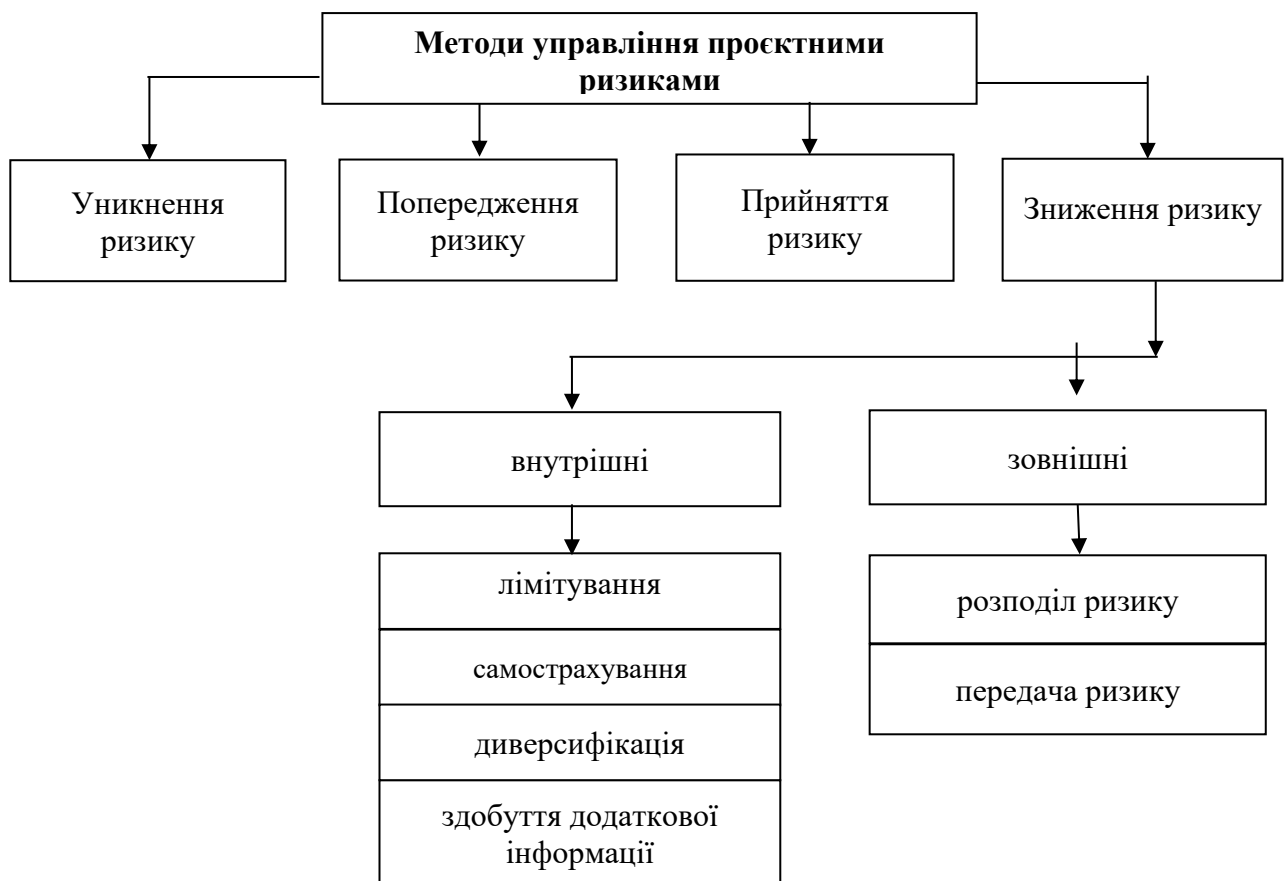 Методи управління проєктними
ризиками
Уникнення
ризику
Попередження
ризику
Прийняття
ризику
Зниження ризику
внутрішні
зовнішні
лімітування
самострахування
диверсифікація
здобуття додаткової
інформації
розподіл ризику
передача ризику